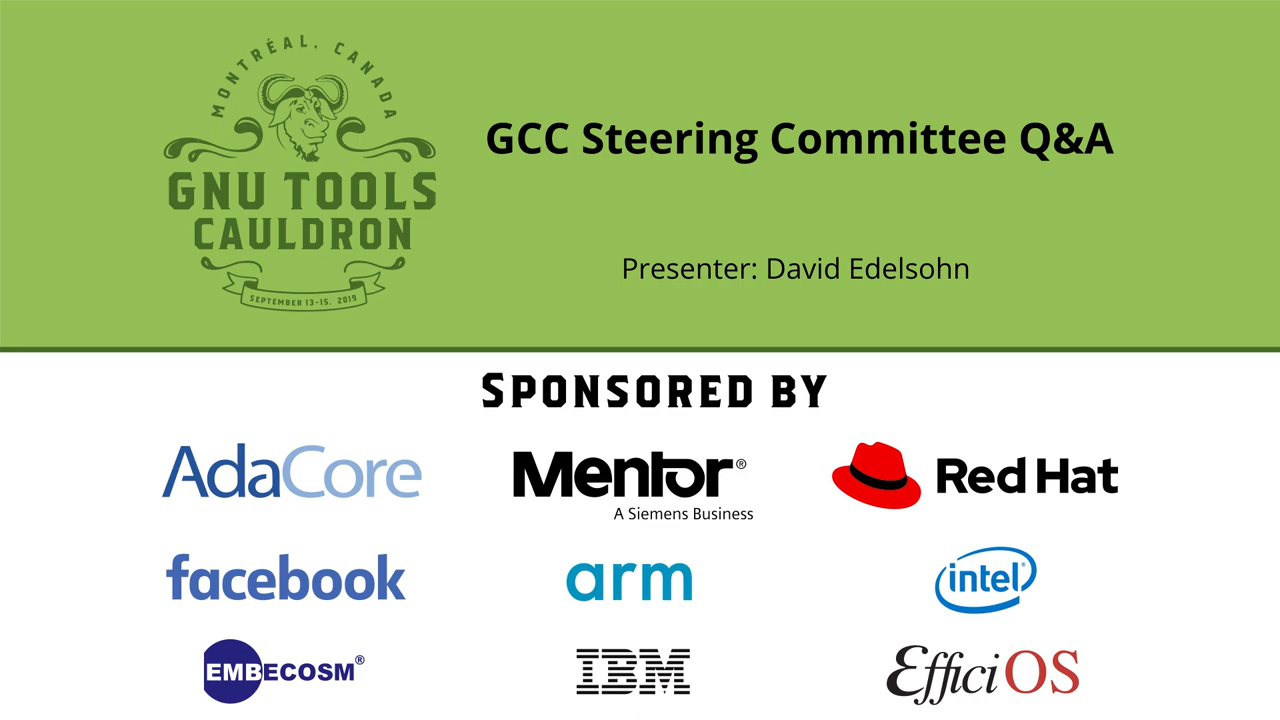 MONTRÉAL, CANADA
GNU TOOLS
CAULDRON
SEPTEMBER 13-15, 2019
GCC Steering Committee Q&A
Presenter: David Edelsohn
SPONSORED BY
AdaCore
Mentor®
A Siemens Business
Red Hat
facebook
arm
intel®
EMBECOSM®
IBM
EfficiOS